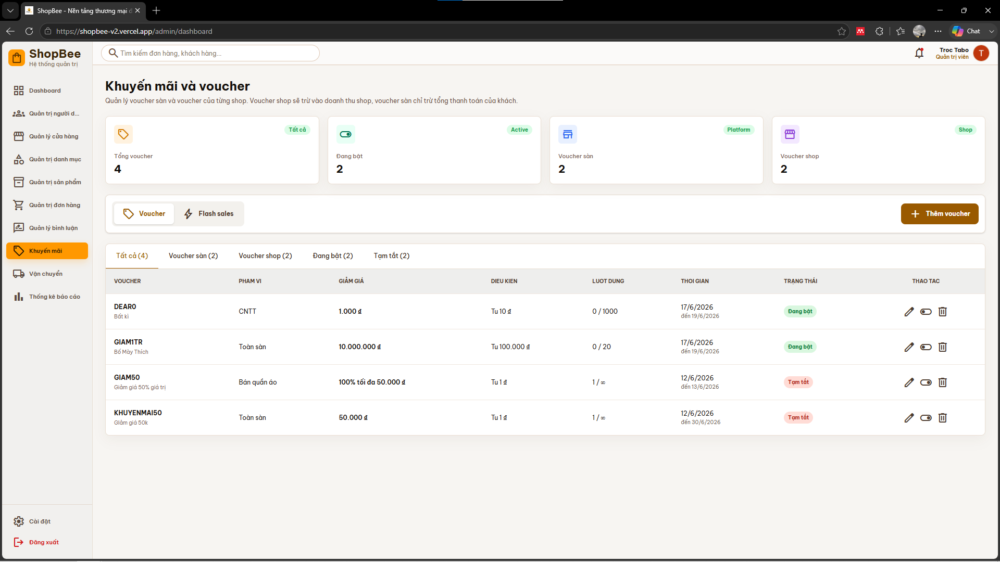 ShopBee - Nền tảng thương mại đ
https://shopbee-v2.vercel.app/admin/dashboard
Chat
ShopBee
Hệ thống quản trị
Tìm kiếm đơn hàng, khách hàng...
Troc Tabo
Quản trị viên
T
Dashboard
Quản trị người d...
Quản lý cửa hàng
Quản trị danh mục
Quản trị sản phẩm
Quản trị đơn hàng
Quản lý bình luận
Khuyến mãi
Vận chuyển
Thống kê báo cáo
Cài đặt
Đăng xuất
Khuyến mãi và voucher
Quản lý voucher sàn và voucher của từng shop. Voucher shop sẽ trừ vào doanh thu shop, voucher sàn chỉ trừ tổng thanh toán của khách.
Tất cả
Tổng voucher
4
Active
Đang bật
2
Platform
Voucher sàn
2
Shop
Voucher shop
2
Voucher
Flash sales
Thêm voucher
Tất cả (4) Voucher sàn (2) Voucher shop (2) Đang bật (2) Tạm tắt (2)
VOUCHER PHAM VI GIẢM GIÁ DIEU KIEN LUOT DUNG THOI GIAN TRẠNG THÁI THAO TAC
DEAR0
Bất kì
CNTT
1.000 ₫
Tu 10 ₫
0 / 1000
17/6/2026
đến 19/6/2026
Đang bật
GIAM1TR
Bố Mày Thích
Toàn sàn
10.000.000 ₫
Tu 100.000 ₫
0 / 20
17/6/2026
đến 19/6/2026
Đang bật
GIAM50
Giảm giá 50% giá trị
Bán quần áo
100% tối đa 50.000 ₫
Tu 1 ₫
1 / ∞
12/6/2026
đến 13/6/2026
Tạm tắt
KHUYENMAI50
Giảm giá 50k
Toàn sàn
50.000 ₫
Tu 1 ₫
1 / ∞
12/6/2026
đến 30/6/2026
Tạm tắt